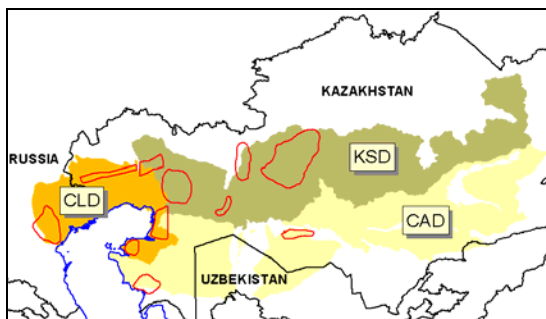 KAZAKHSTAN
RUSSIA
KSD
CLD
CAD
UZBEKISTAN